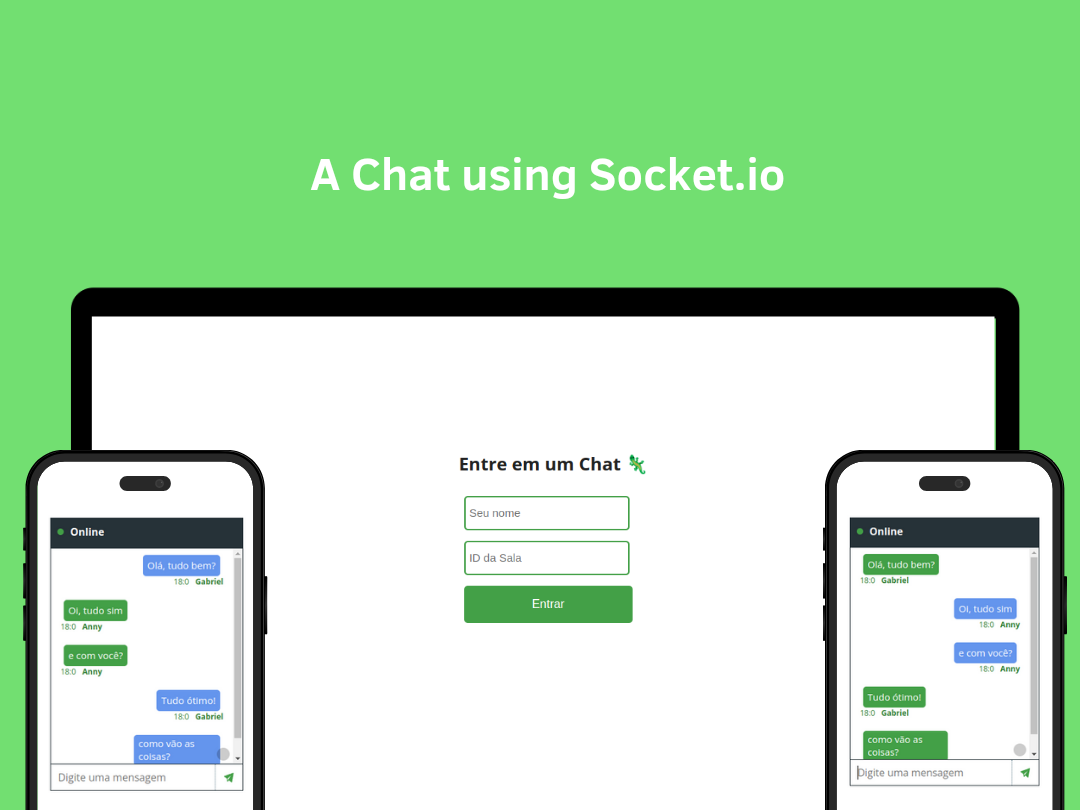 A Chat using Socket.io
Entre em um Chat 🦎
Seu nome
ID da Sala
Entrar
Online
Olá, tudo bem?
18:0 Gabriel
Oi, tudo sim
18:0 Anny
e com você?
18:0 Anny
Tudo ótimo!
18:0 Gabriel
como vão as
coisas?
Digite uma mensagem
Online
Olá, tudo bem?
18:0 Gabriel
Oi, tudo sim
18:0 Anny
e com você?
18:0 Anny
Tudo ótimo!
18:0 Gabriel
como vão as
coisas?
Digite uma mensagem